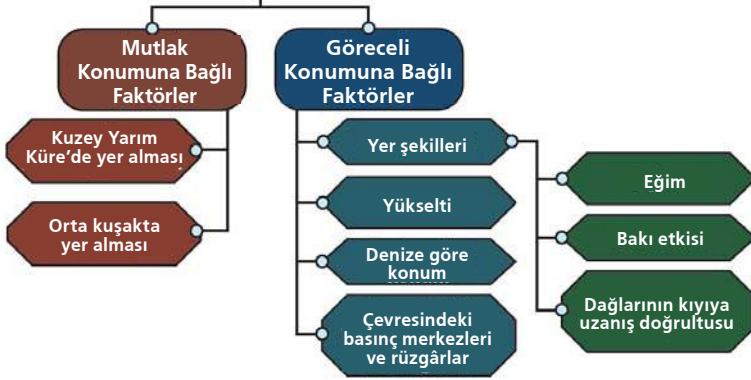 Mutlak
Konumuna Bağlı
Faktörler
Göreceli
Konumuna Bağlı
Faktörler
Kuzey Yarım
Küre’de yer alması
Orta kuşakta
yer alması
Yer şekilleri
Yükselti
Denize göre
konum
Çevresindeki
basınç merkezleri
ve rüzgârlar
Eğim
Bakı etkisi
Dağlarının kıyıya
uzanış doğrultusu